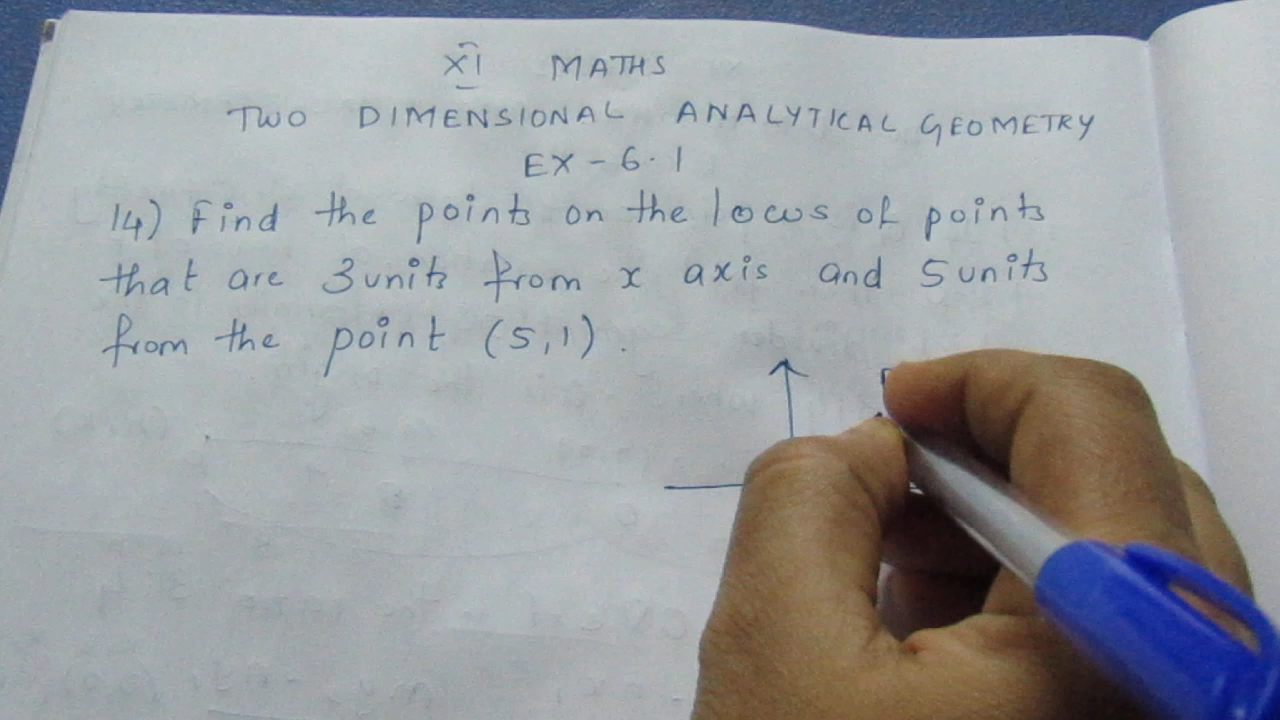 XI MATHS
TWO DIMENSIONAL ANALYTICAL GEOMETRY
EX - 6.1
14) Find the points on the locus of points
that are 3 units from x axis and 5 units
from the point (5,1).